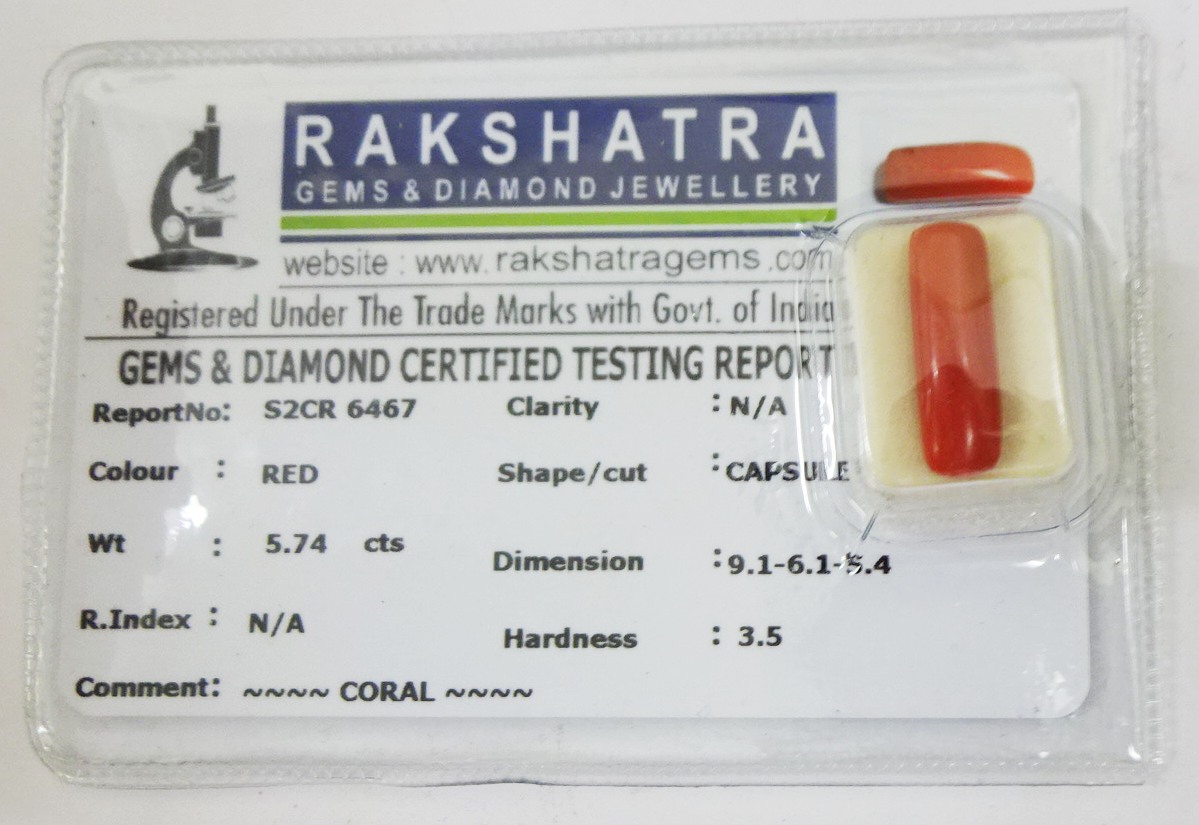 RAKSHATRA
GEMS & DIAMOND JEWELLERY
website : www.rakshatragems.com
Registered Under The Trade Marks with Govt. of India
GEMS & DIAMOND CERTIFIED TESTING REPORT
ReportNo: S2CR 6467 Clarity : N/A
Colour : RED Shape/cut : CAPSULE
Wt : 5.74 cts Dimension : 9.1-6.1-5.4
R.Index : N/A Hardness : 3.5
Comment: ~~~~ CORAL ~~~~